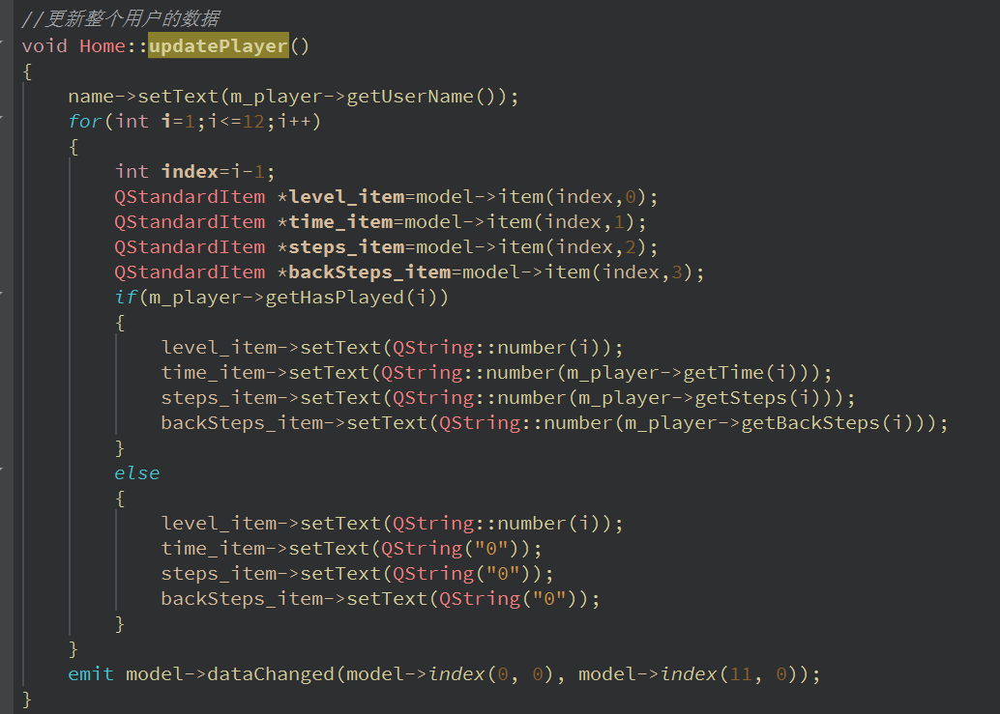 //更新整个用户的数据
void Home::updatePlayer()
{
    name->setText(m_player->getUserName());
    for(int i=1;i<=12;i++)
    {
        int index=i-1;
        QStandardItem *level_item=model->item(index,0);
        QStandardItem *time_item=model->item(index,1);
        QStandardItem *steps_item=model->item(index,2);
        QStandardItem *backSteps_item=model->item(index,3);
        if(m_player->getHasPlayed(i))
        {
            level_item->setText(QString::number(i));
            time_item->setText(QString::number(m_player->getTime(i)));
            steps_item->setText(QString::number(m_player->getSteps(i)));
            backSteps_item->setText(QString::number(m_player->getBackSteps(i)));
        }
        else
        {
            level_item->setText(QString::number(i));
            time_item->setText(QString("0"));
            steps_item->setText(QString("0"));
            backSteps_item->setText(QString("0"));
        }
    }
    emit model->dataChanged(model->index(0, 0), model->index(11, 0));
}